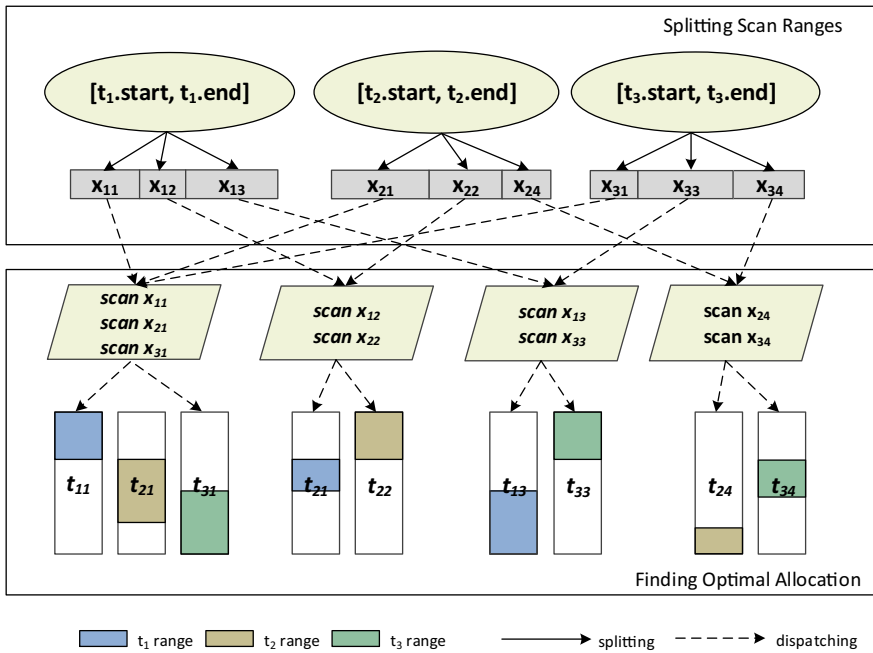 Splitting Scan Ranges
[t₁.start, t₁.end]
[t₂.start, t₂.end]
[t₃.start, t₃.end]
x₁₁ x₁₂ x₁₃
x₂₁ x₂₂ x₂₄
x₃₁ x₃₃ x₃₄
scan x₁₁
scan x₂₁
scan x₃₁
scan x₁₂
scan x₂₂
scan x₁₃
scan x₃₃
scan x₂₄
scan x₃₄
t₁₁ t₂₁ t₃₁ t₂₁ t₂₂ t₁₃ t₃₃ t₂₄ t₃₄
Finding Optimal Allocation
t₁ range t₂ range t₃ range splitting dispatching